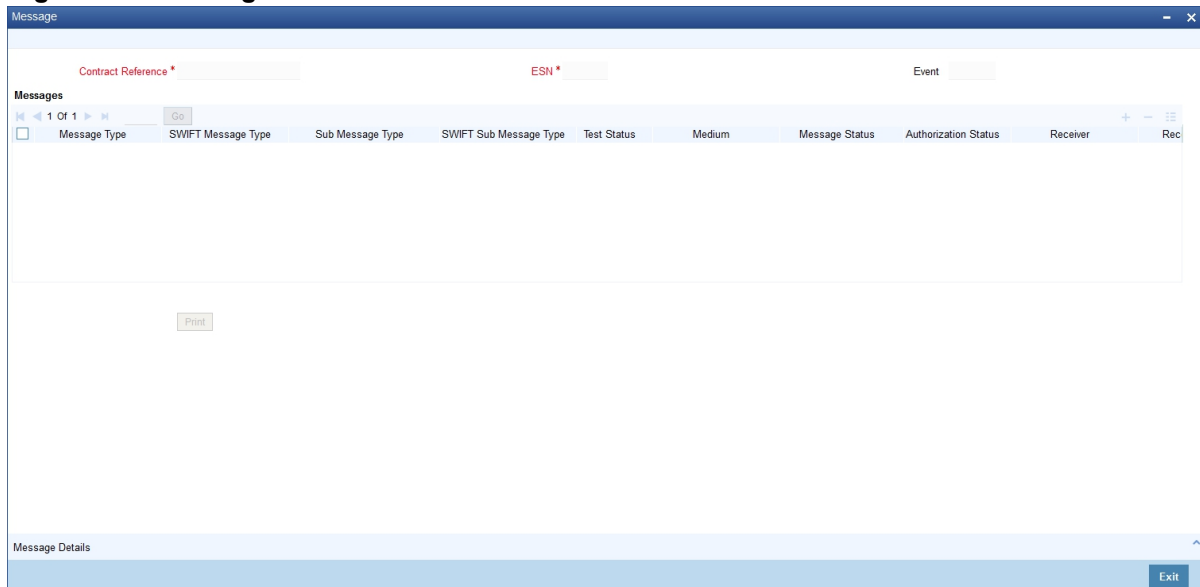 Message
Contract Reference * ESN * Event
Messages
1 Of 1 Go
Message Type SWIFT Message Type Sub Message Type SWIFT Sub Message Type Test Status Medium Message Status Authorization Status Receiver Rec
Print
Message Details
Exit